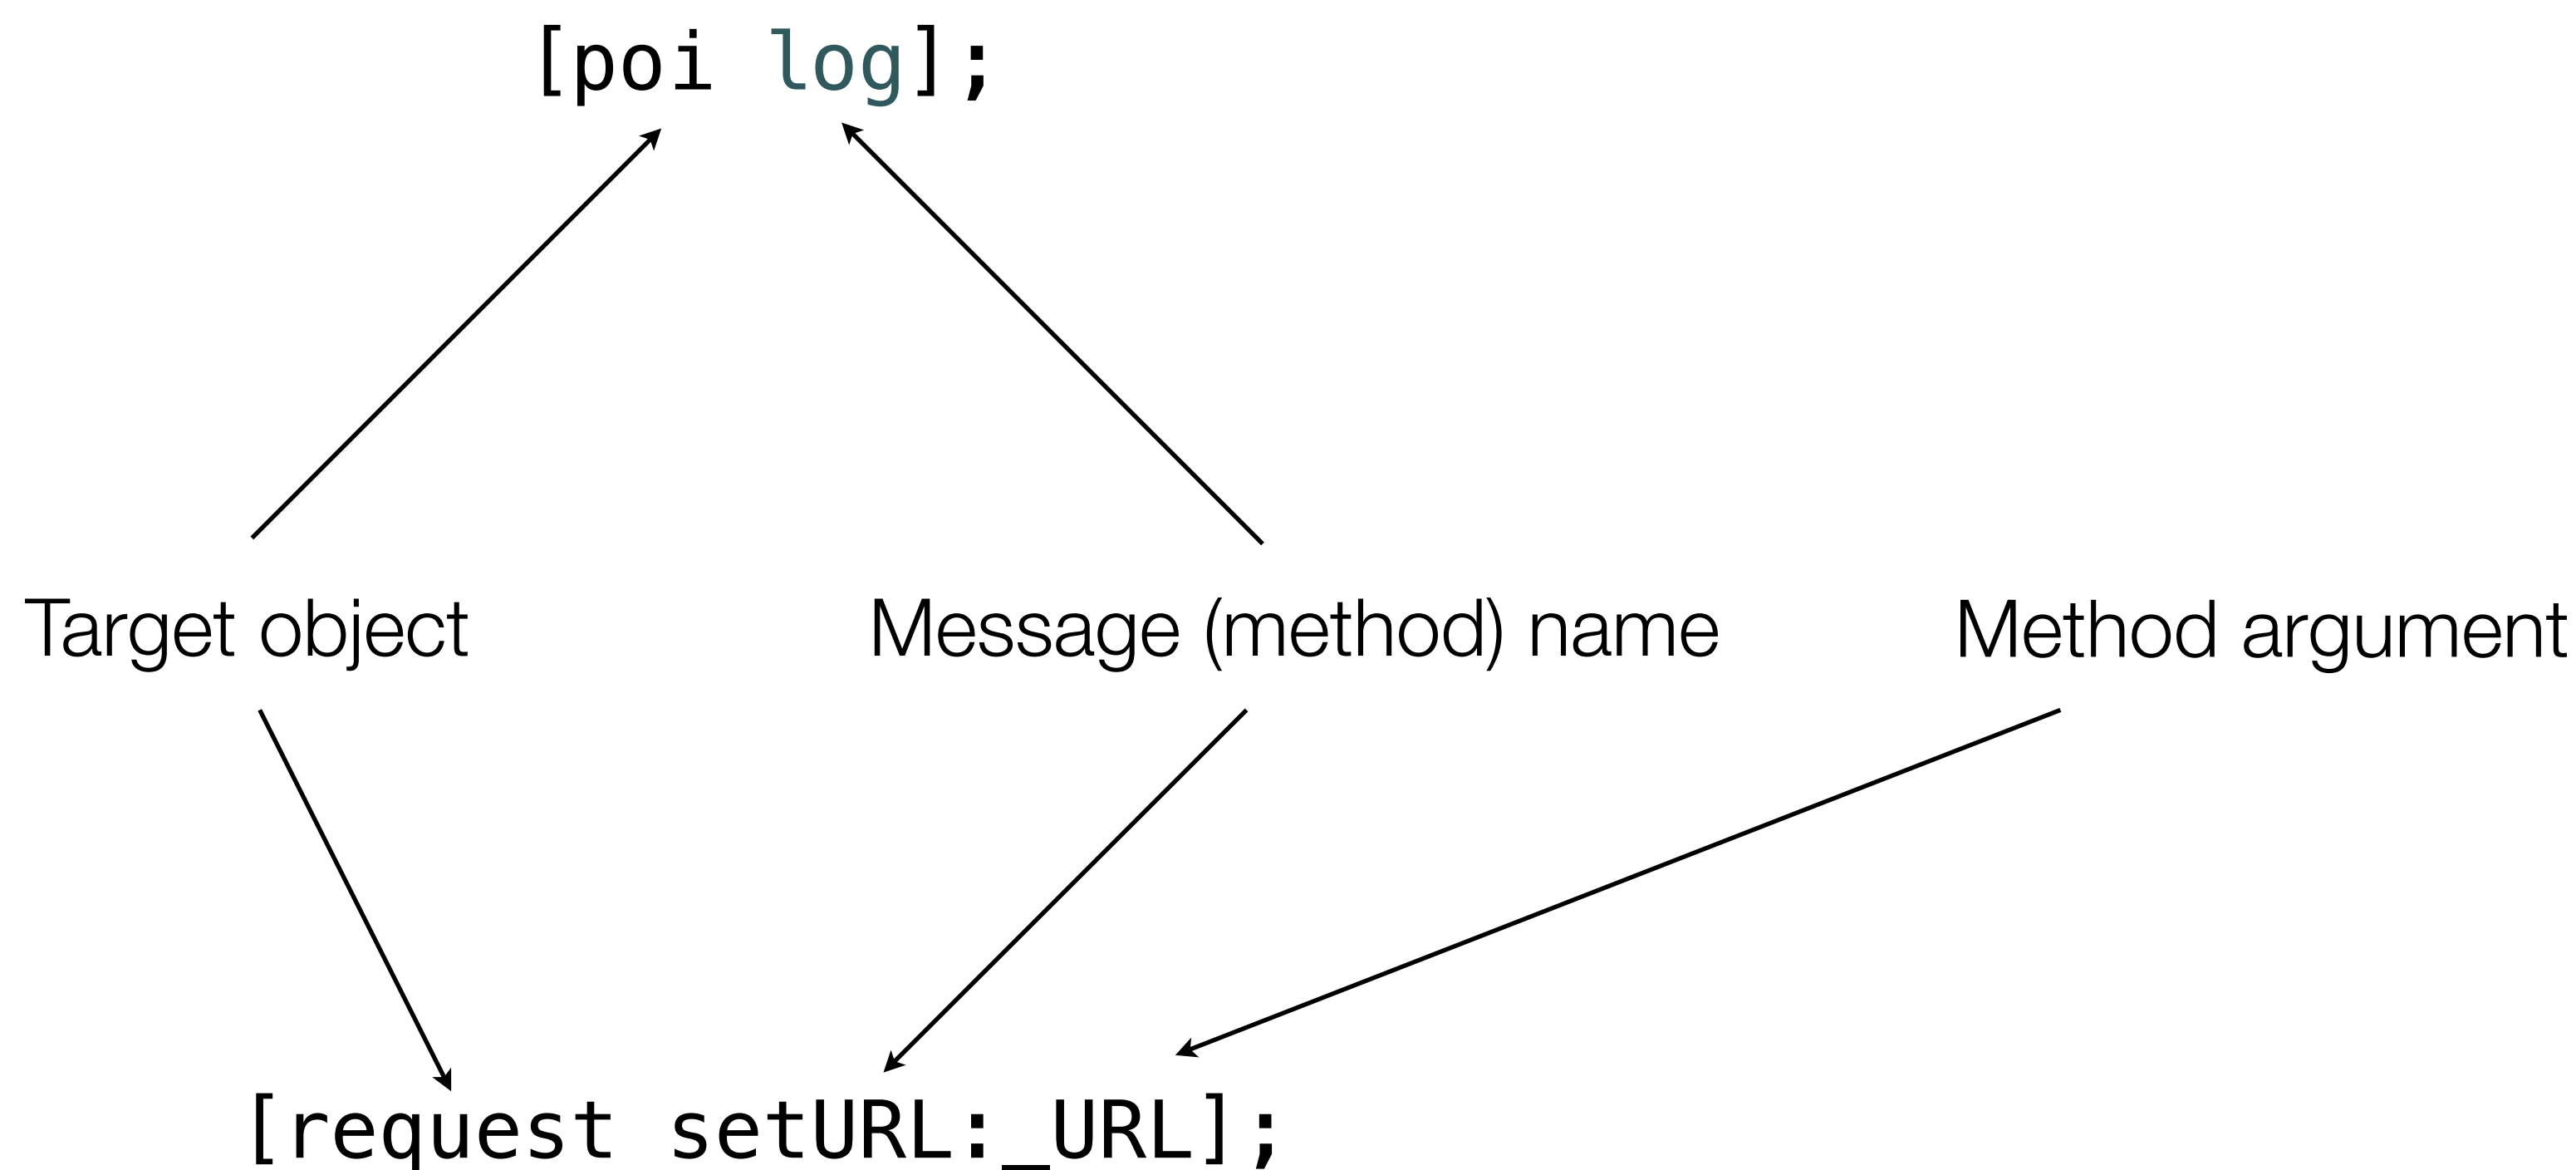 [poi log];
Target object
Message (method) name
Method argument
[request setURL:_URL];